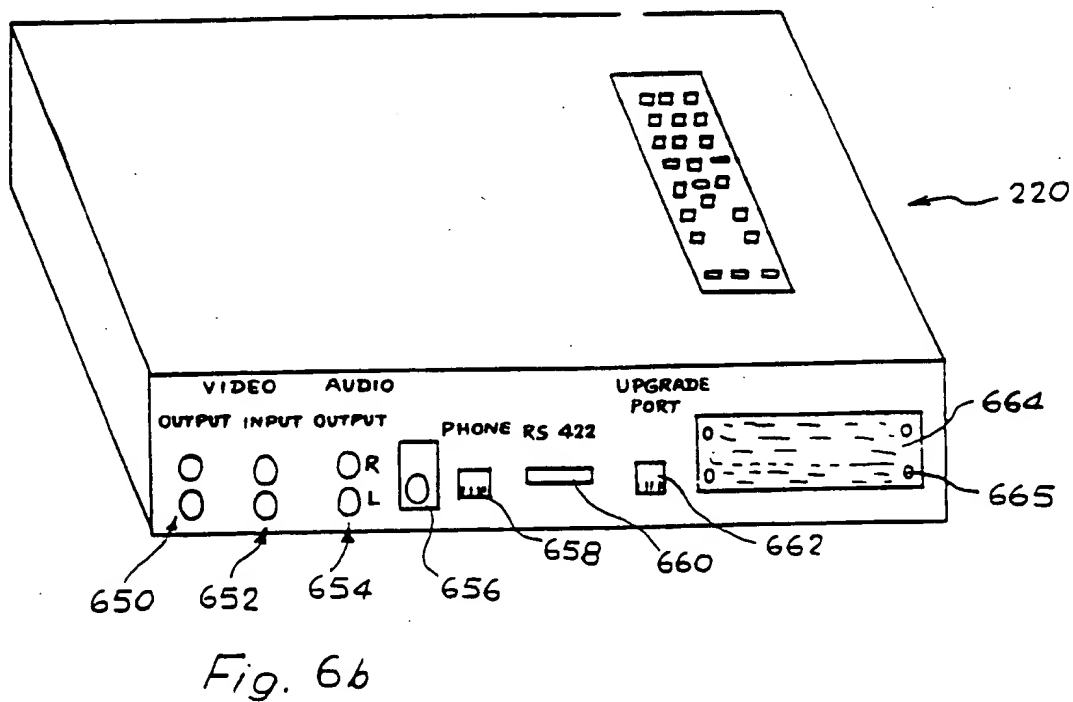 220
VIDEO AUDIO
OUTPUT INPUT OUTPUT
UPGRADE
PORT
PHONE RS 422
R
L
664
665
650
652
654
656
658
660
662
Fig. 6b